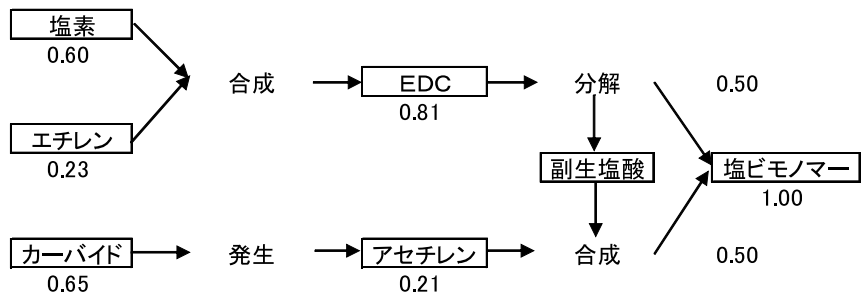 塩素
0.60
合成
EDC
0.81
分解
0.50
エチレン
0.23
副生塩酸
塩ビモノマー
1.00
カーバイド
0.65
発生
アセチレン
0.21
合成
0.50